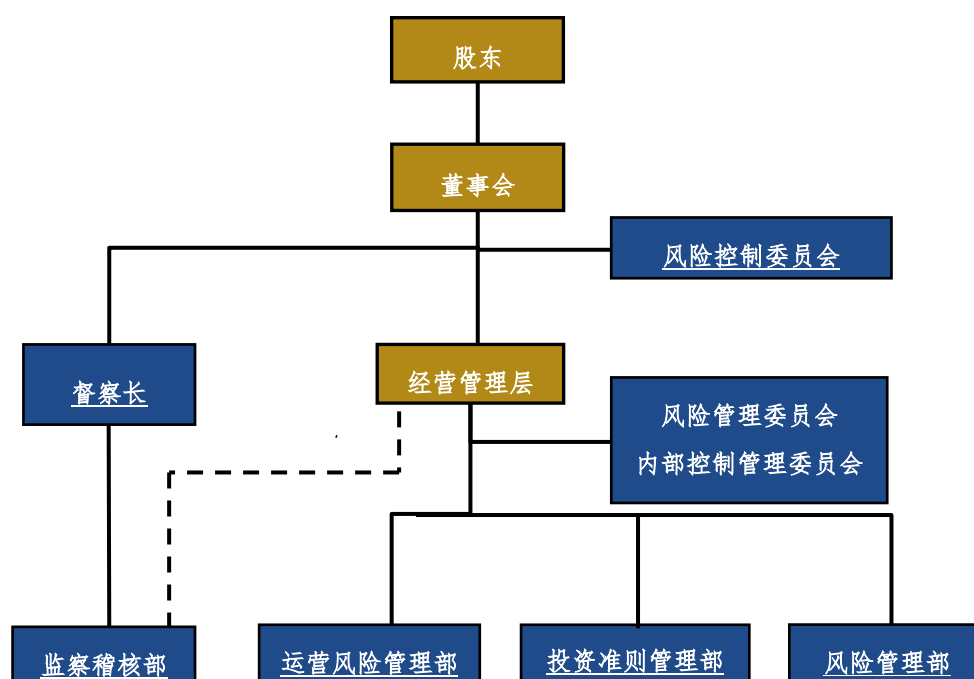 股东
董事会
风险控制委员会
督察长
经营管理层
风险管理委员会
内部控制管理委员会
监察稽核部
运营风险管理部
投资准则管理部
风险管理部